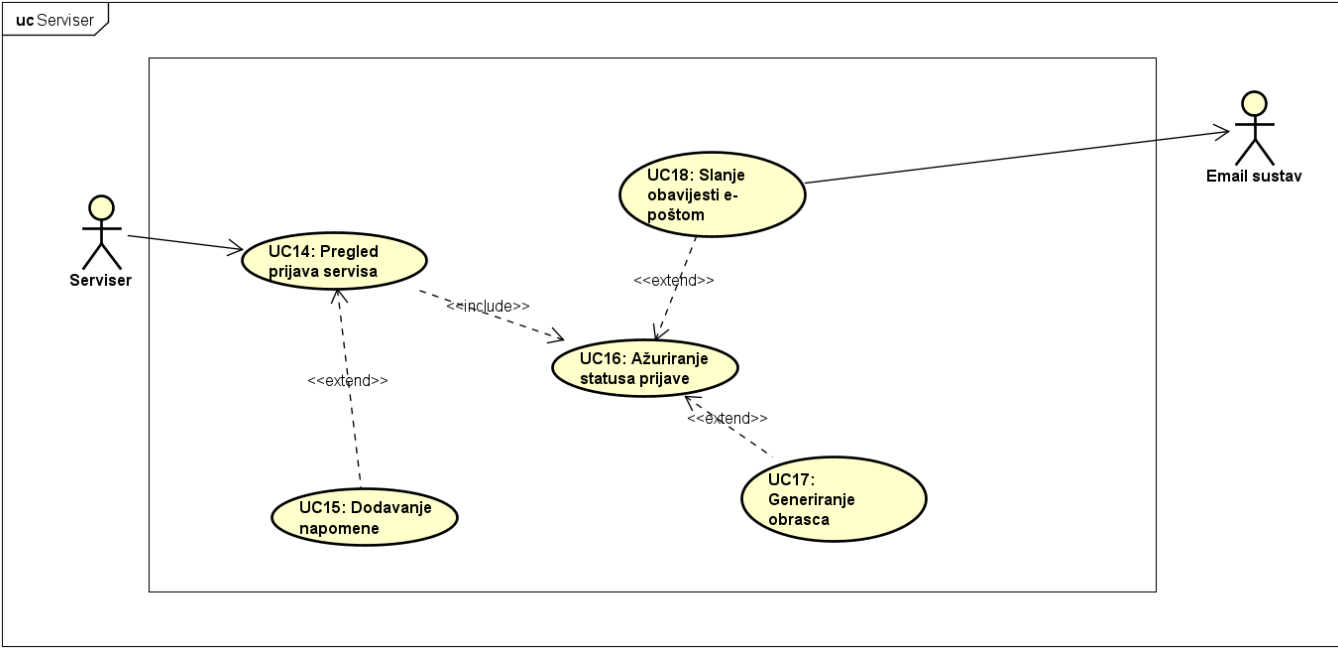 uc Serviser
Email sustav
UC18: Slanje
obavijesti e-
poštom
Serviser
UC14: Pregled
prijava servisa
<<extend>>
<<include>>
UC16: Ažuriranje
statusa prijave
<<extend>>
<<extend>>
UC17:
Generiranje
obrasca
UC15: Dodavanje
napomene